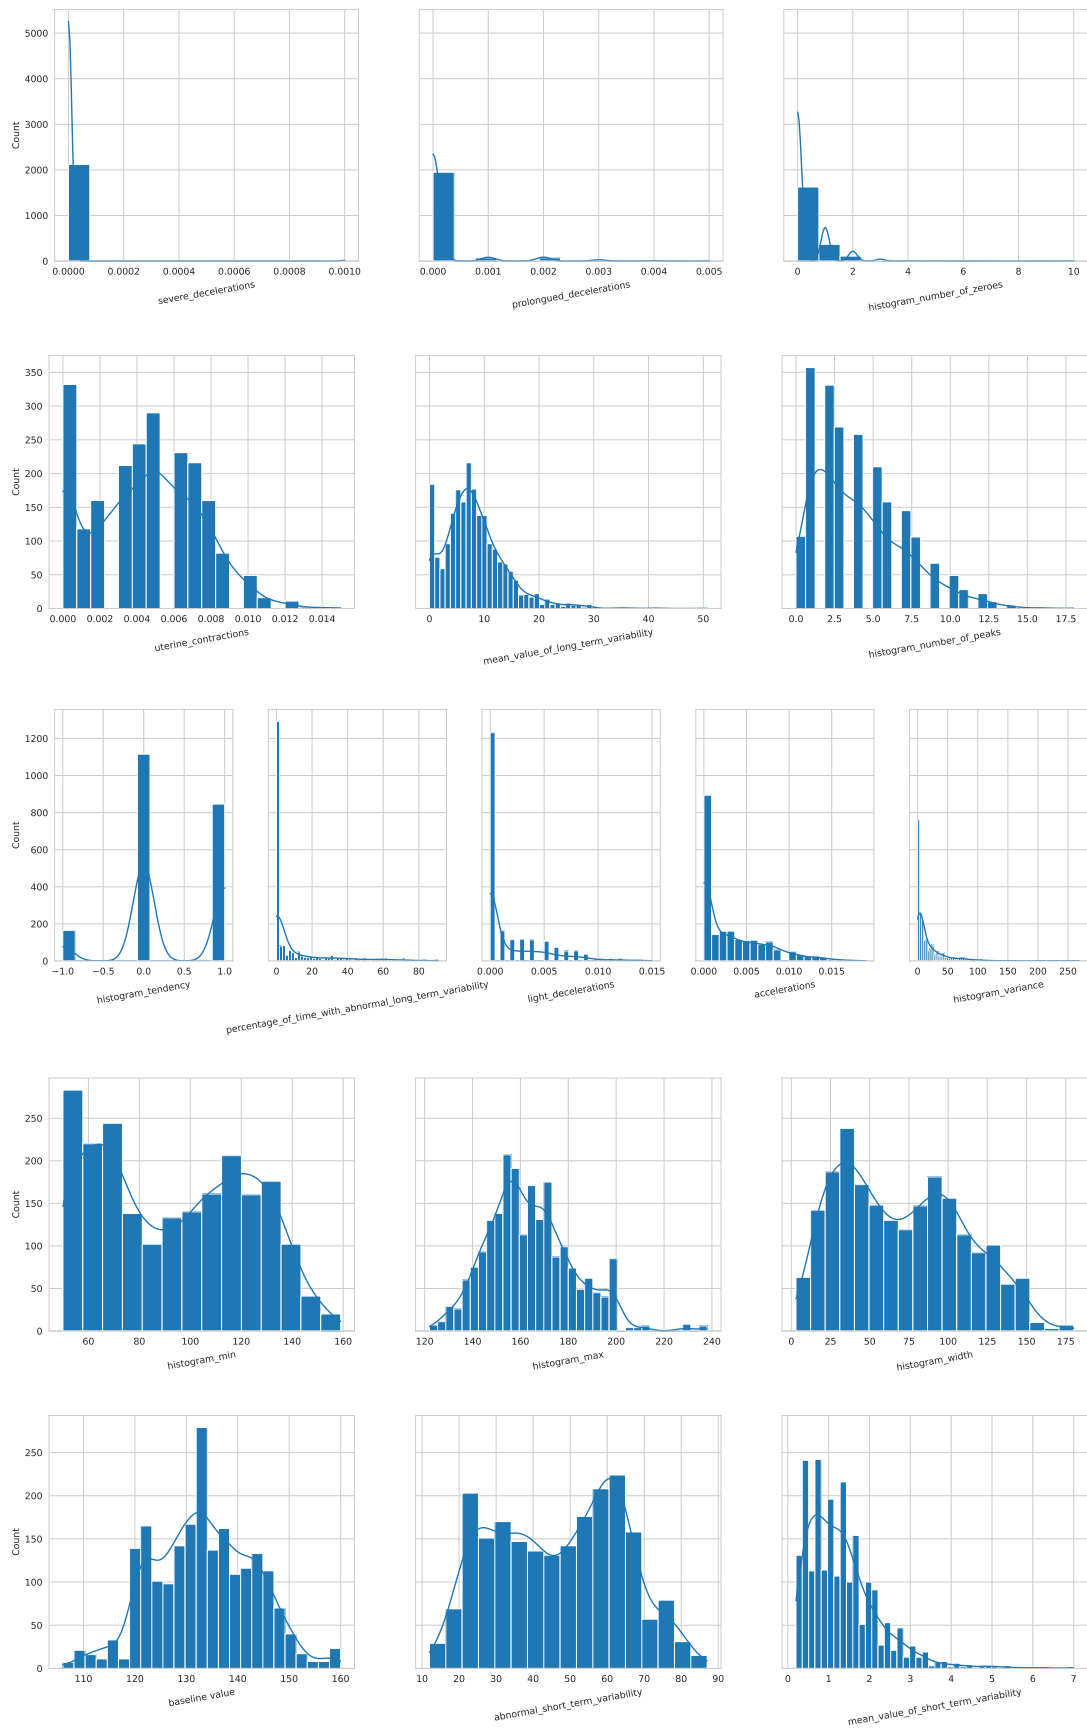 5000
4000
3000
2000
1000
0
Count
0.0000 0.0002 0.0004 0.0006 0.0008 0.0010
severe_decelerations
0.000 0.001 0.002 0.003 0.004 0.005
prolongued_decelerations
0 2 4 6 8 10
histogram_number_of_zeroes
350
300
250
200
150
100
50
0
Count
0.000 0.002 0.004 0.006 0.008 0.010 0.012 0.014
uterine_contractions
0 10 20 30 40 50
mean_value_of_long_term_variability
0.0 2.5 5.0 7.5 10.0 12.5 15.0 17.5
histogram_number_of_peaks
1200
1000
800
600
400
200
0
Count
−1.0 −0.5 0.0 0.5 1.0
histogram_tendency
0 20 40 60 80
percentage_of_time_with_abnormal_long_term_variability
0.000 0.005 0.010 0.015
light_decelerations
0.000 0.005 0.010 0.015
accelerations
0 50 100 150 200 250
histogram_variance
250
200
150
100
50
0
Count
60 80 100 120 140 160
histogram_min
120 140 160 180 200 220 240
histogram_max
0 25 50 75 100 125 150 175
histogram_width
250
200
150
100
50
0
Count
110 120 130 140 150 160
baseline value
10 20 30 40 50 60 70 80 90
abnormal_short_term_variability
0 1 2 3 4 5 6 7
mean_value_of_short_term_variability